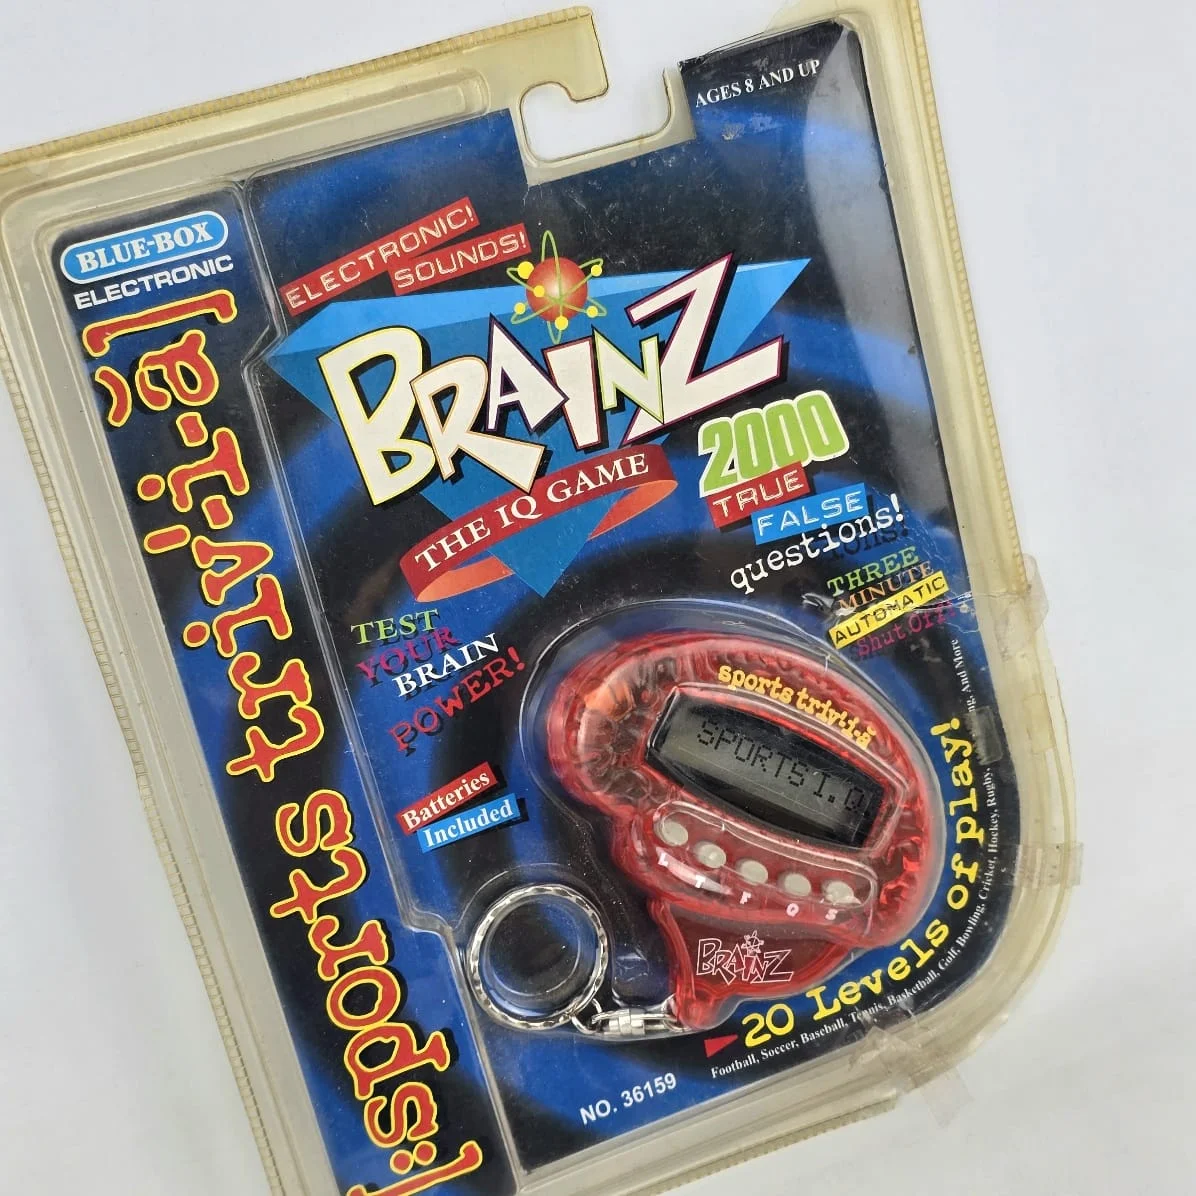 AGES 8 AND UP
BLUE-BOX
ELECTRONIC
ELECTRONIC!
SOUNDS!
BRAINZ
THE IQ GAME
2000
TRUE
FALSE
questions!
THREE
MINUTE
AUTOMATIC
Shut Off!
TEST
YOUR
BRAIN
POWER!
Batteries
Included
[:sports trĭv/·i·ă]
sports trivi·ă
SPORTS I.Q
T F O S
BRAINZ
20 Levels of play!
Football, Soccer, Baseball, Tennis, Basketball, Golf, Bowling, Cricket, Hockey, Rugby, And More
NO. 36159